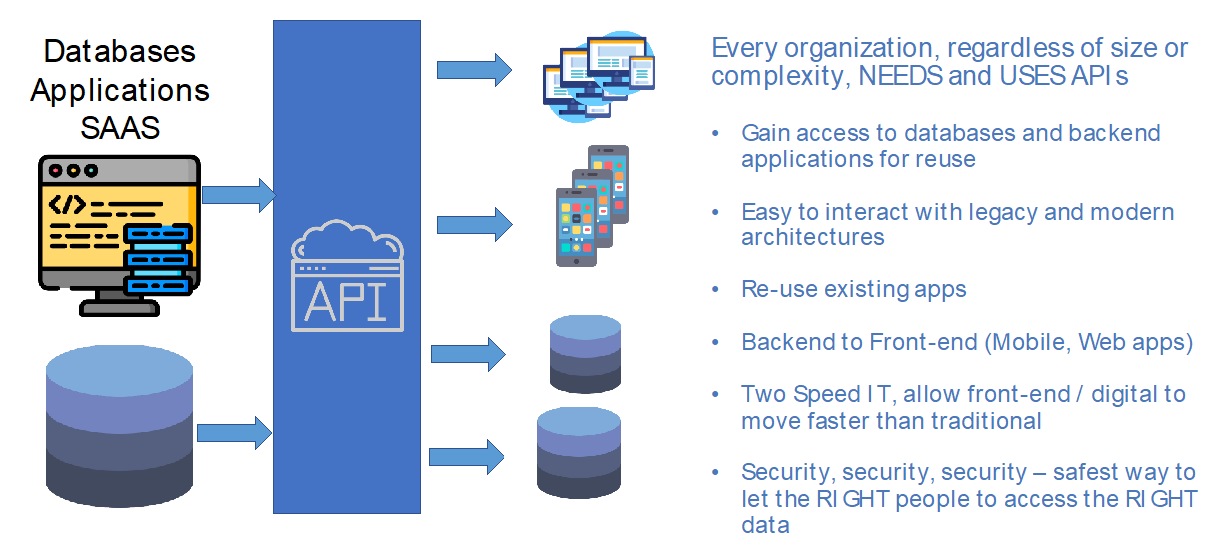 Databases
Applications
SAAS
</>
API
Every organization, regardless of size or
complexity, NEEDS and USES APIs
• Gain access to databases and backend
applications for reuse
• Easy to interact with legacy and modern
architectures
• Re-use existing apps
• Backend to Front-end (Mobile, Web apps)
• Two Speed IT, allow front-end / digital to
move faster than traditional
• Security, security, security – safest way to
let the RIGHT people to access the RIGHT
data